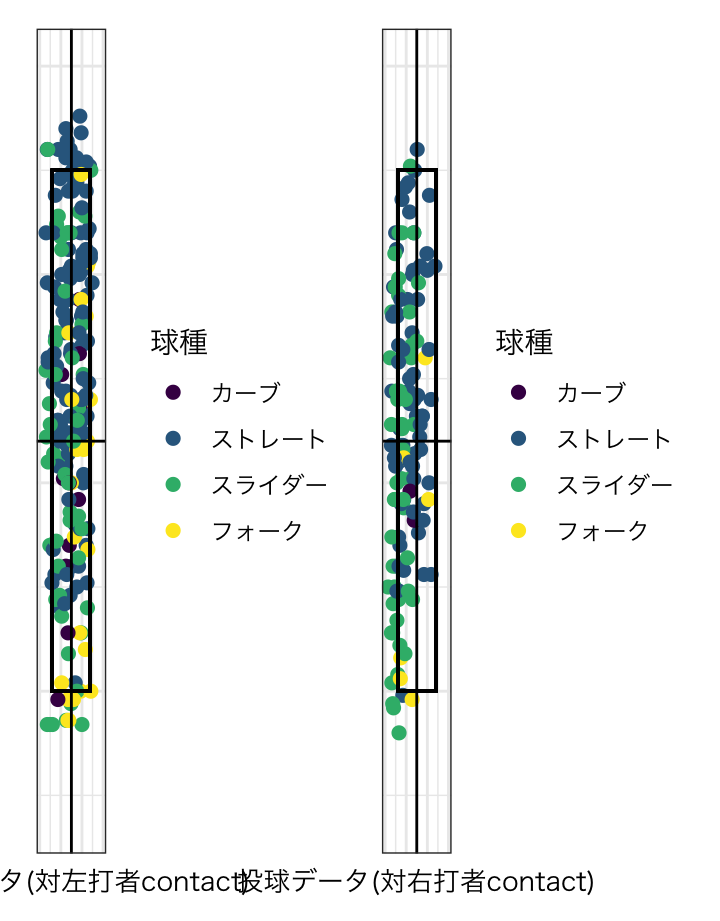 球種
カーブ
ストレート
スライダー
フォーク
球種
カーブ
ストレート
スライダー
フォーク
タ(対左打者contact)
投球データ(対右打者contact)